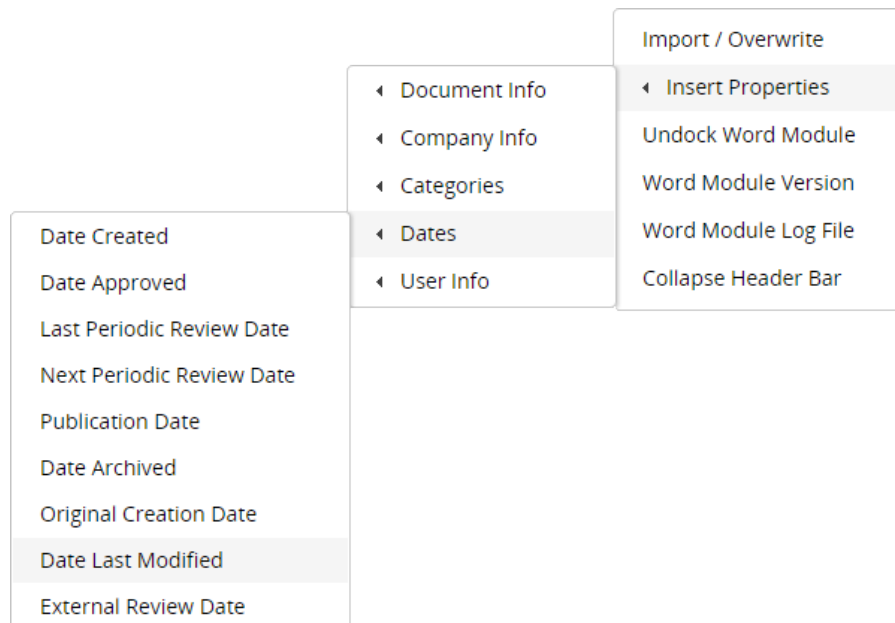 Import / Overwrite
Insert Properties
Undock Word Module
Word Module Version
Word Module Log File
Collapse Header Bar
Document Info
Company Info
Categories
Dates
User Info
Date Created
Date Approved
Last Periodic Review Date
Next Periodic Review Date
Publication Date
Date Archived
Original Creation Date
Date Last Modified
External Review Date